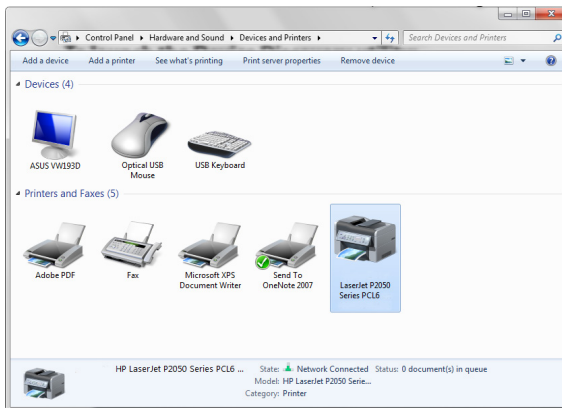 Control Panel ▸ Hardware and Sound ▸ Devices and Printers ▸ Search Devices and Printers
Add a device Add a printer See what's printing Print server properties Remove device
Devices (4)
ASUS VW193D
Optical USB
Mouse
USB Keyboard
Printers and Faxes (5)
Adobe PDF
Fax
Microsoft XPS
Document Writer
Send To
OneNote 2007
LaserJet P2050
Series PCL6
HP LaserJet P2050 Series PCL6 ... State: Network Connected Status: 0 document(s) in queue
Model: HP LaserJet P2050 Serie...
Category: Printer